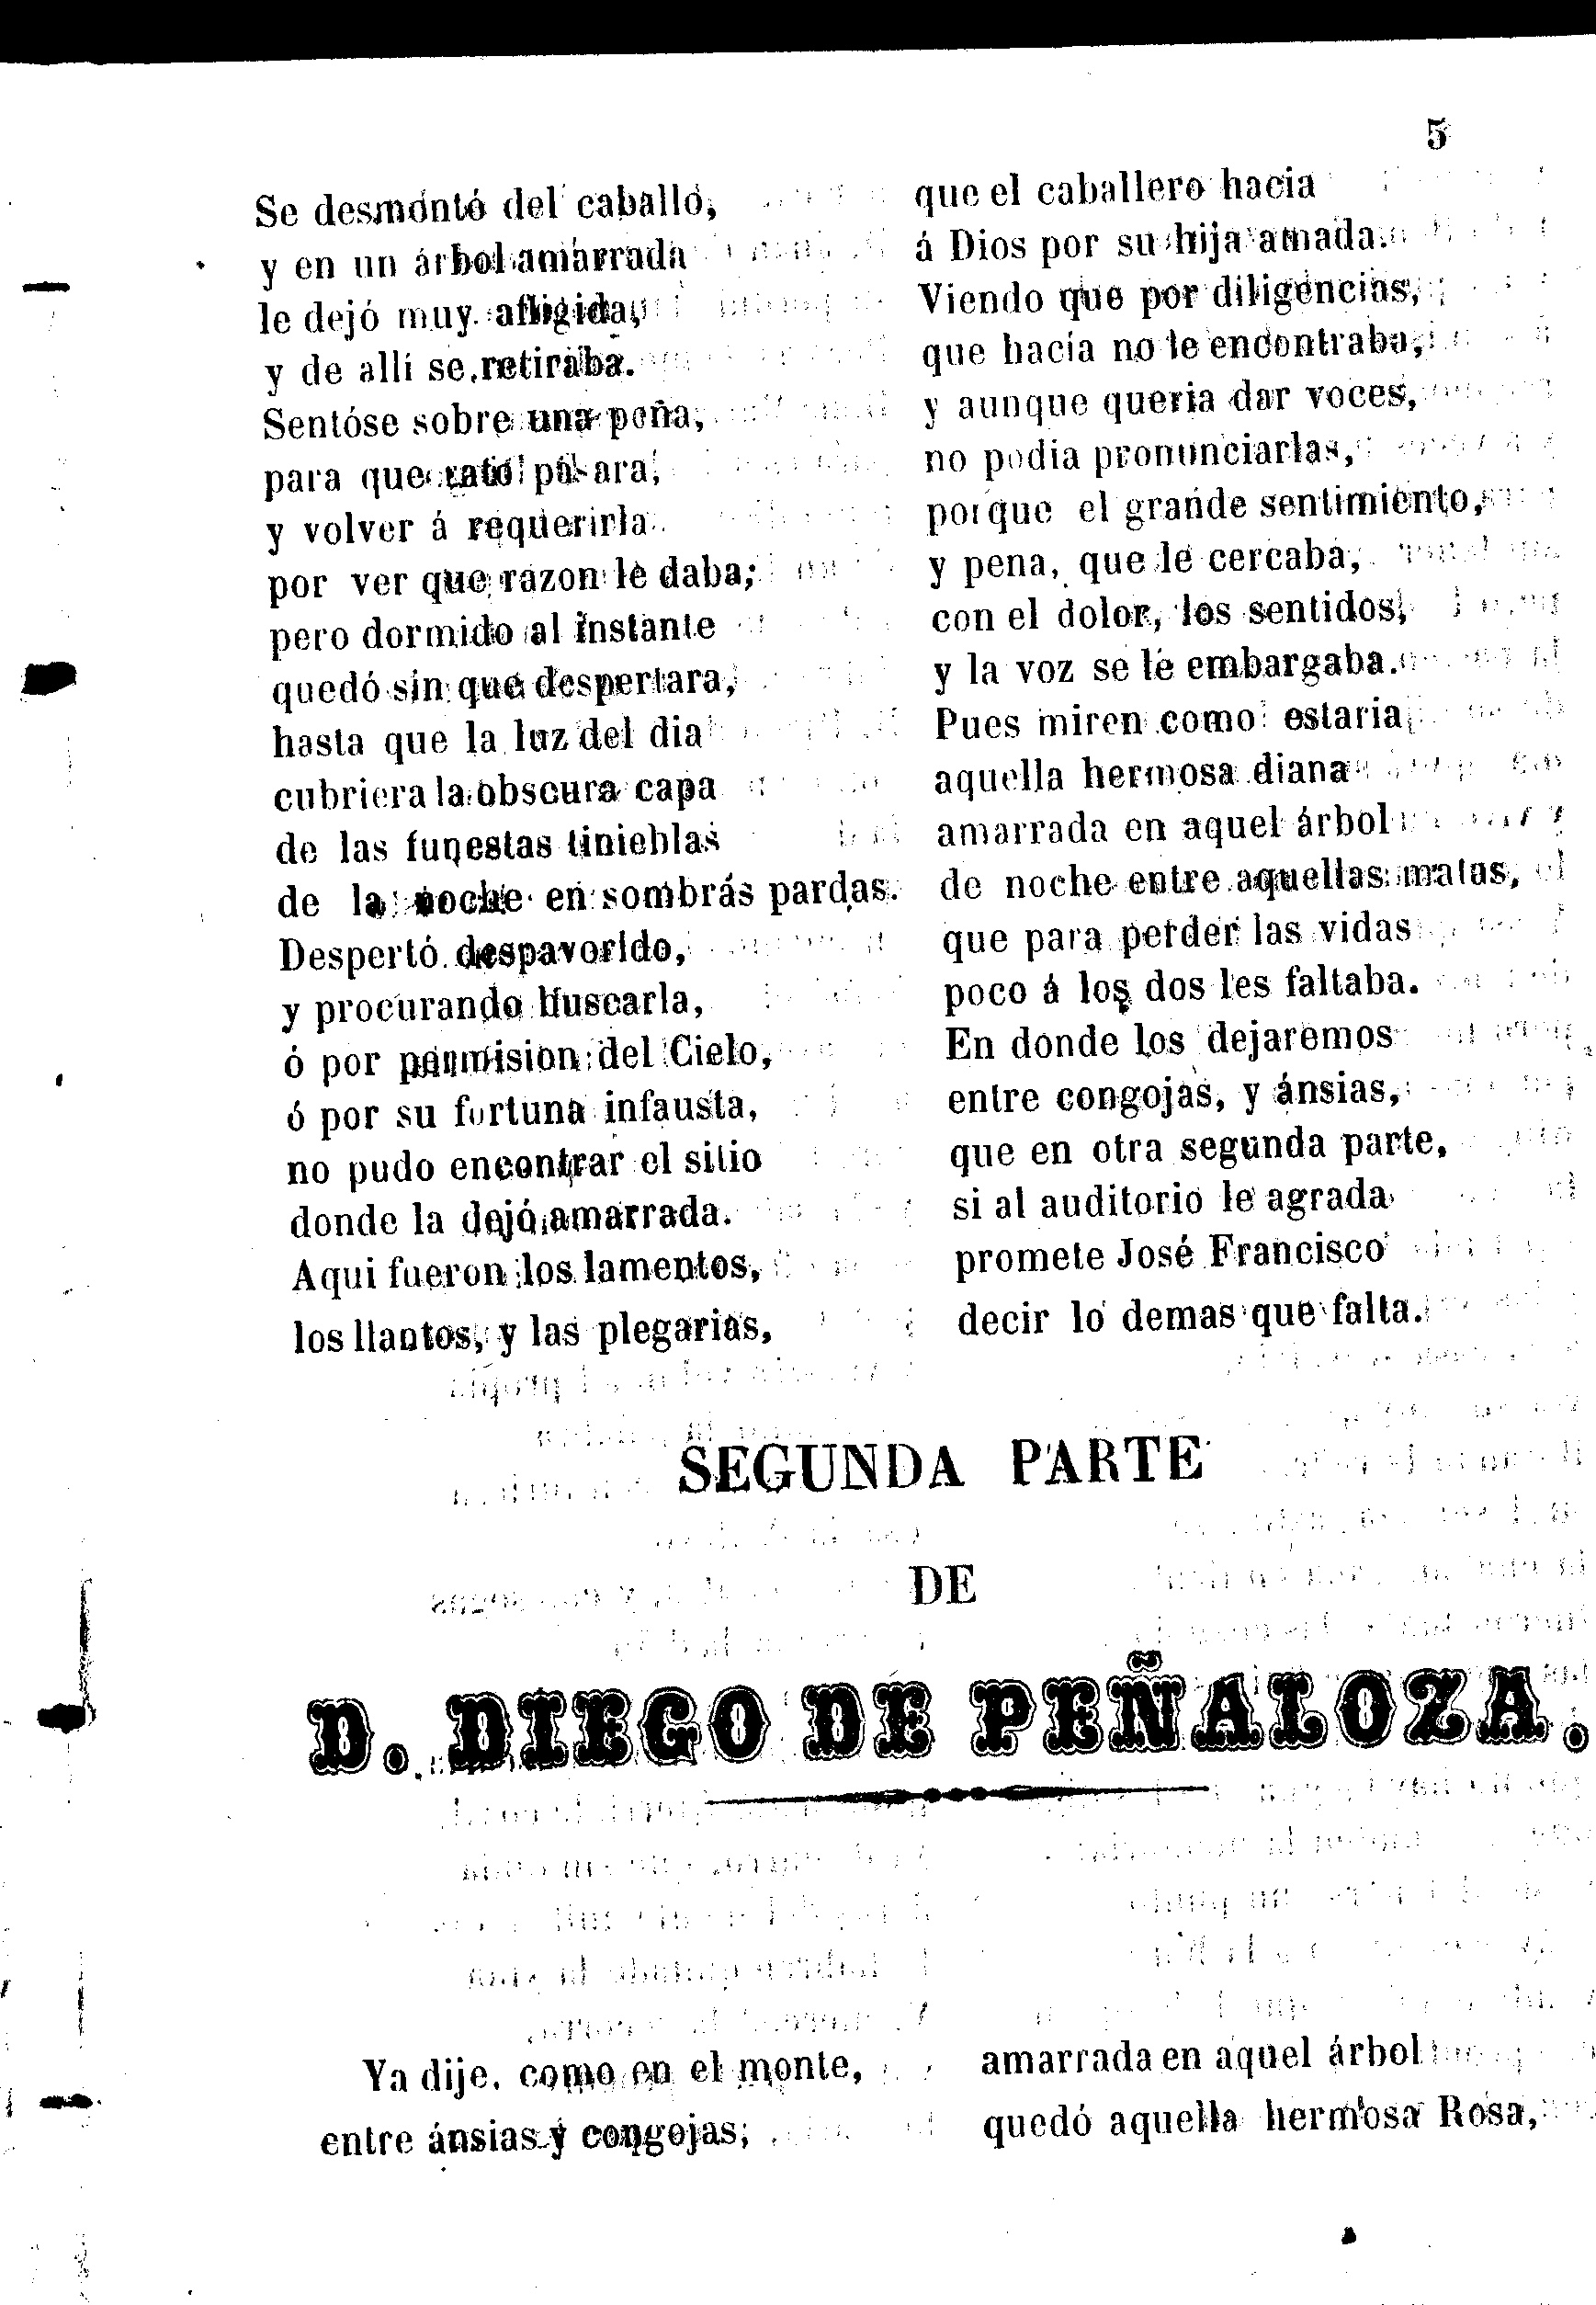 5
Se desmontó del caballo,
y en un árbol amarrada
le dejó muy afligida,
y de allí se retiraba.
Sentóse sobre una peña,
para que rato pasara,
y volver á requerirla
por ver que razon le daba;
pero dormido al instante
quedó sin que despertara,
hasta que la luz del dia
cubriera la obscura capa
de las funestas tinieblas
de la noche en sombrás pardas.
Despertó despavorido,
y procurando buscarla,
ó por permision del Cielo,
ó por su fortuna infausta,
no pudo encontrar el sitio
donde la dejó amarrada.
Aqui fueron los lamentos,
los llantos, y las plegarias,
que el caballero hacia
á Dios por su hija amada.
Viendo que por diligencias,
que hacía no le encontraba,
y aunque queria dar voces,
no podia pronunciarlas,
porque el grande sentimiento,
y pena, que le cercaba,
con el dolor, los sentidos,
y la voz se le embargaba.
Pues miren como estaria
aquella hermosa diana
amarrada en aquel árbol
de noche entre aquellas matas,
que para perder las vidas
poco á los dos les faltaba.
En donde los dejaremos
entre congojas, y ánsias,
que en otra segunda parte,
si al auditorio le agrada
promete José Francisco
decir lo demas que falta.
SEGUNDA PARTE
DE
D. DIEGO DE PEÑALOZA.
Ya dije, como en el monte,
entre ánsias y congojas;
amarrada en aquel árbol
quedó aquella hermosa Rosa,